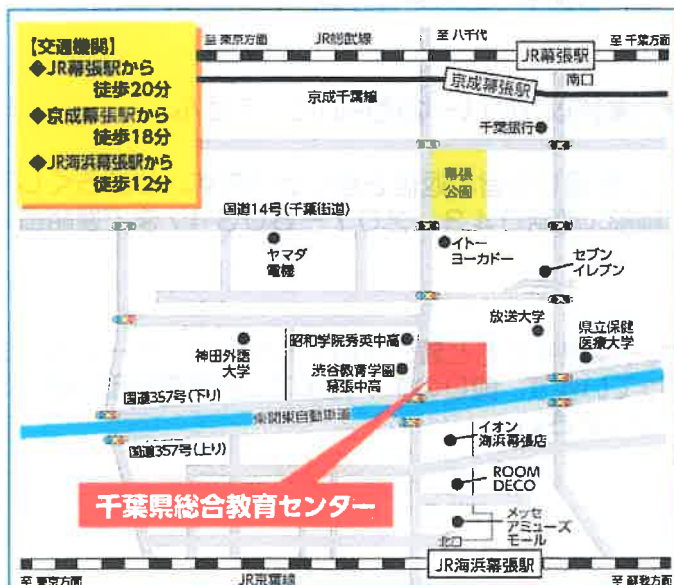 【交通機関】
◆JR幕張駅から
徒歩20分
◆京成幕張駅から
徒歩18分
◆JR海浜幕張駅から
徒歩12分
至 東京方面
JR総武線
至 八千代
JR幕張駅
至 千葉方面
南口
京成幕張駅
京成千葉線
千葉銀行
幕張
公園
国道14号(千葉街道)
ヤマダ
電機
イトー
ヨーカドー
セブン
イレブン
放送大学
県立保健
医療大学
神田外語
大学
昭和学院秀英中高
渋谷教育学園
幕張中高
国道357号(下り)
東関東自動車道
国道357号(上り)
イオン
海浜幕張店
ROOM
DECO
千葉県総合教育センター
メッセ
アミューズ
モール
北口
JR海浜幕張駅
至 東京方面
JR京葉線
至 蘇我方面